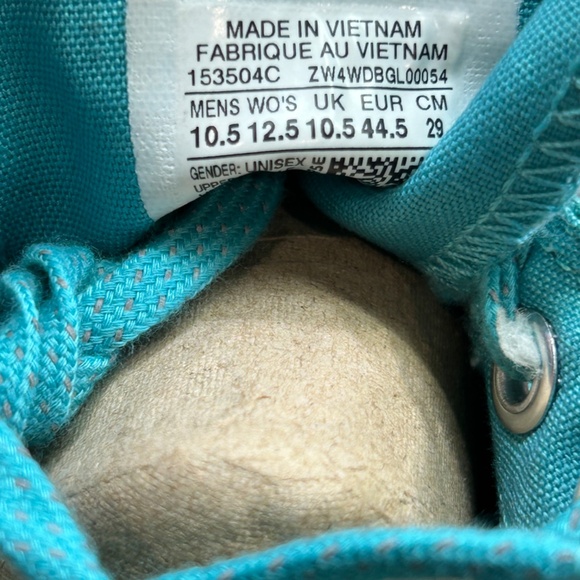 MADE IN VIETNAM
FABRIQUE AU VIETNAM
153504C ZW4WDBGL00054
MENS WO'S UK EUR CM
10.5 12.5 10.5 44.5 29
GENDER: UNISEX